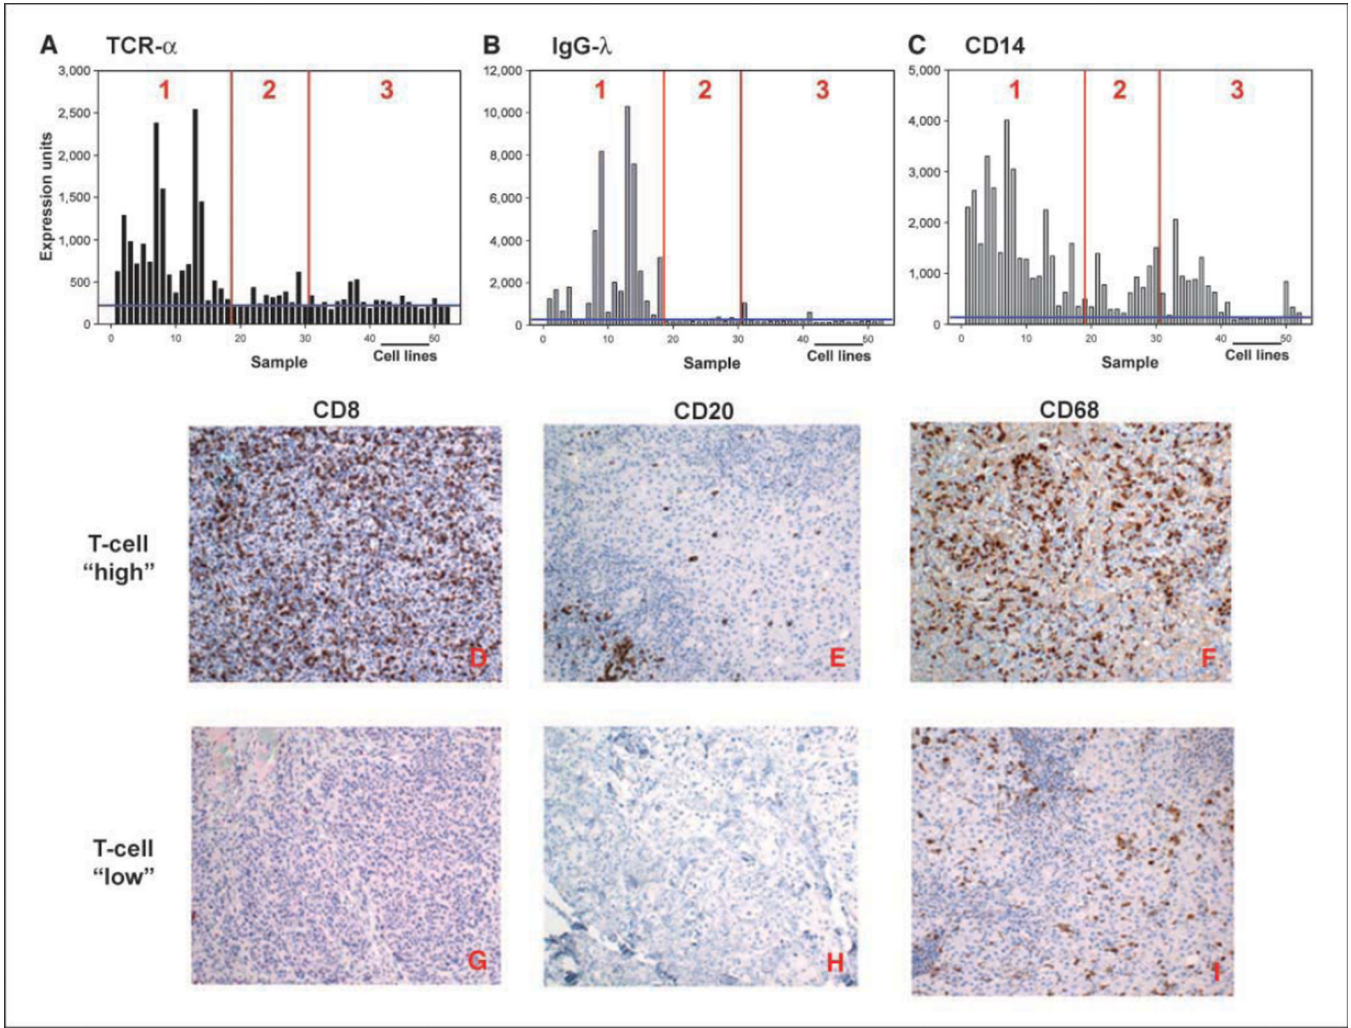 A TCR-α
B IgG-λ
C CD14
3,000
2,500
2,000
1,500
1,000
500
0
Expression units
1 2 3
0 10 20 30 40 50
Sample
Cell lines
12,000
10,000
8,000
6,000
4,000
2,000
0
1 2 3
0 10 20 30 40 50
Sample
Cell lines
5,000
4,000
3,000
2,000
1,000
0
1 2 3
0 10 20 30 40 50
Sample
Cell lines
CD8
CD20
CD68
T-cell
“high”
D
E
F
T-cell
“low”
G
H
I